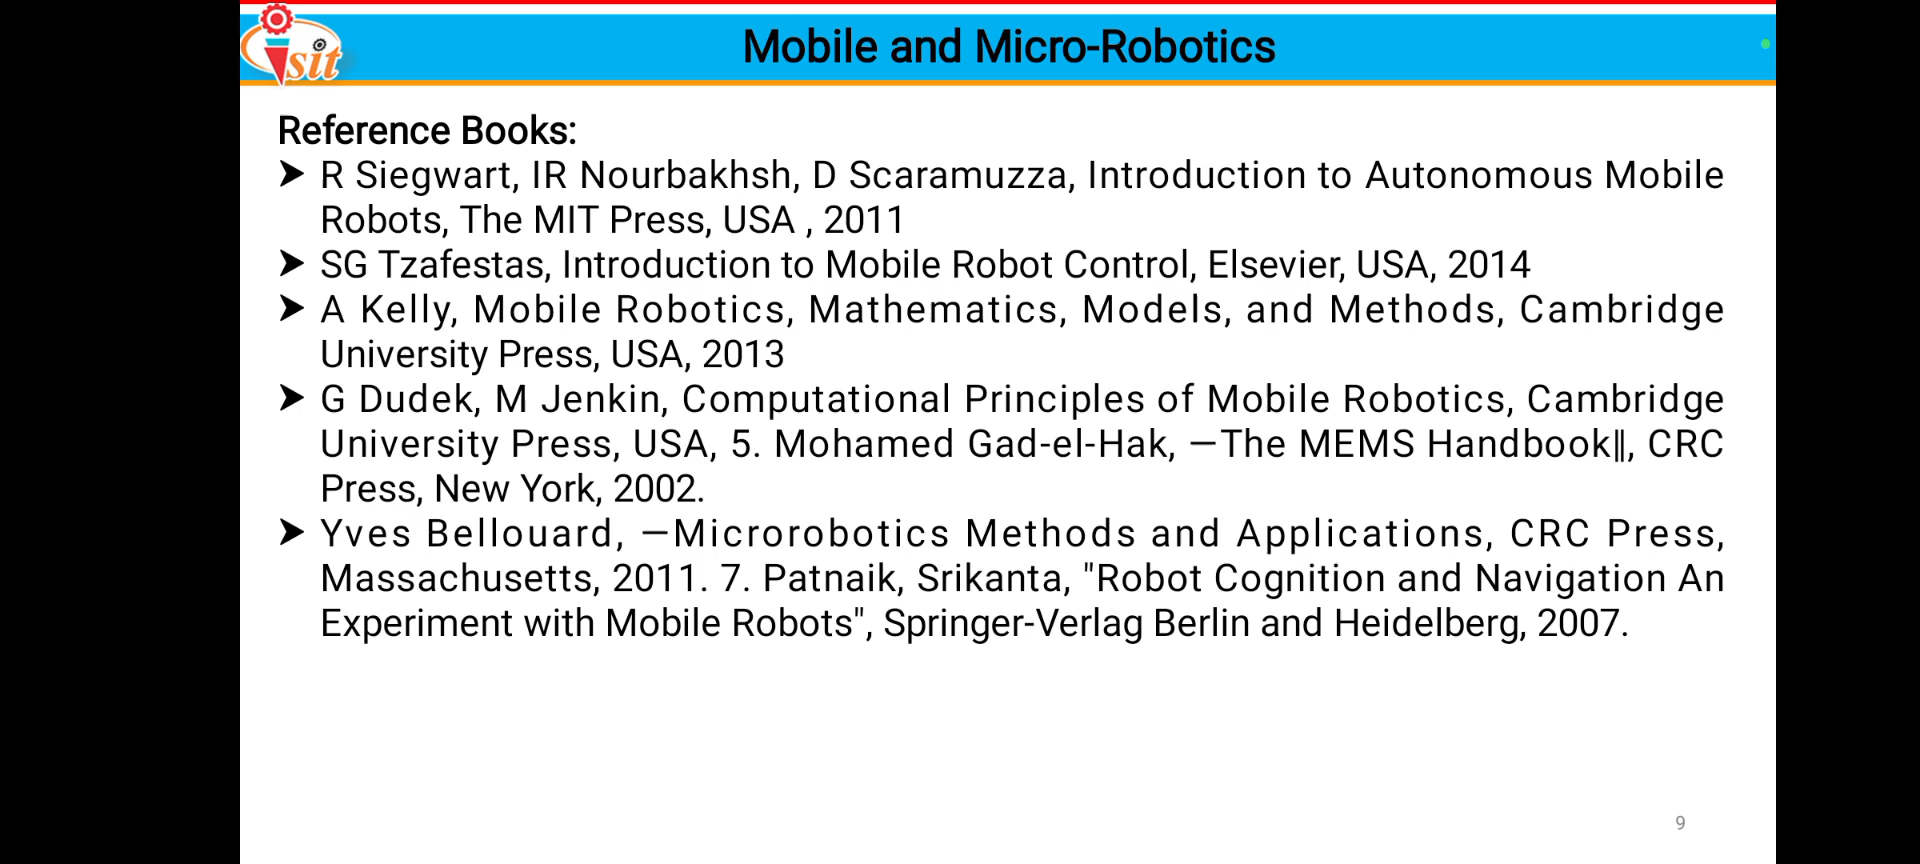 sit
Mobile and Micro-Robotics
Reference Books:
➤ R Siegwart, IR Nourbakhsh, D Scaramuzza, Introduction to Autonomous Mobile
Robots, The MIT Press, USA , 2011
➤ SG Tzafestas, Introduction to Mobile Robot Control, Elsevier, USA, 2014
➤ A Kelly, Mobile Robotics, Mathematics, Models, and Methods, Cambridge
University Press, USA, 2013
➤ G Dudek, M Jenkin, Computational Principles of Mobile Robotics, Cambridge
University Press, USA, 5. Mohamed Gad-el-Hak, ―The MEMS Handbook‖, CRC
Press, New York, 2002.
➤ Yves Bellouard, ―Microrobotics Methods and Applications, CRC Press,
Massachusetts, 2011. 7. Patnaik, Srikanta, "Robot Cognition and Navigation An
Experiment with Mobile Robots", Springer-Verlag Berlin and Heidelberg, 2007.
9